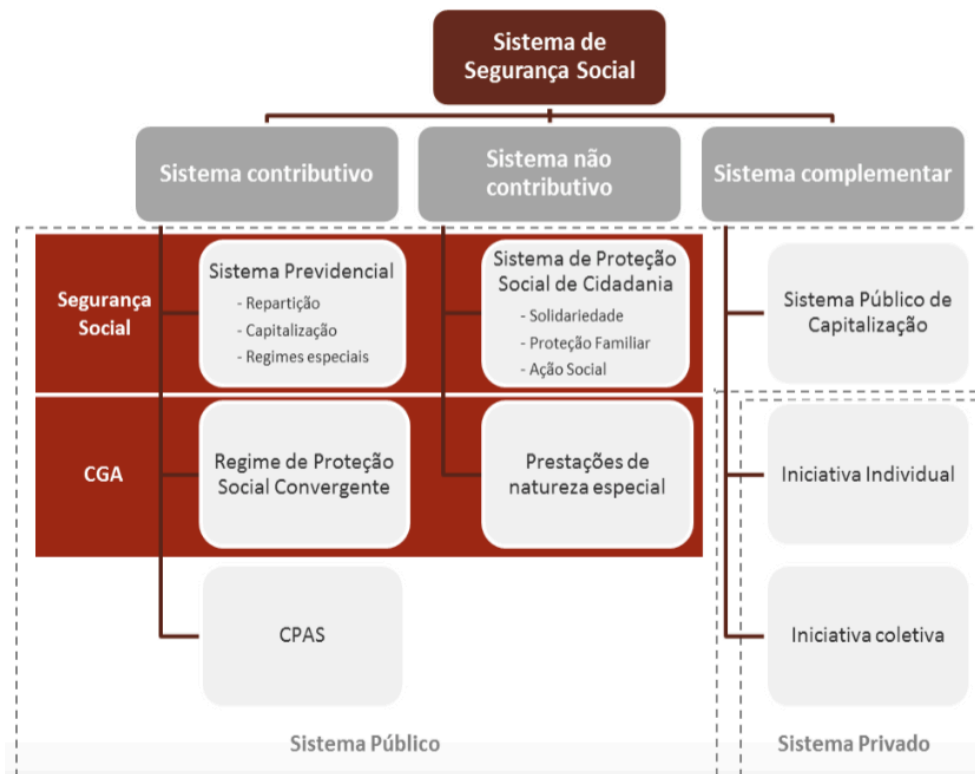 Sistema de
Segurança Social
Sistema contributivo
Sistema não
contributivo
Sistema complementar
Segurança
Social
Sistema Previdencial
- Repartição
- Capitalização
- Regimes especiais
Sistema de Proteção
Social de Cidadania
- Solidariedade
- Proteção Familiar
- Ação Social
Sistema Público de
Capitalização
CGA
Regime de Proteção
Social Convergente
Prestações de
natureza especial
Iniciativa Individual
CPAS
Iniciativa coletiva
Sistema Público
Sistema Privado